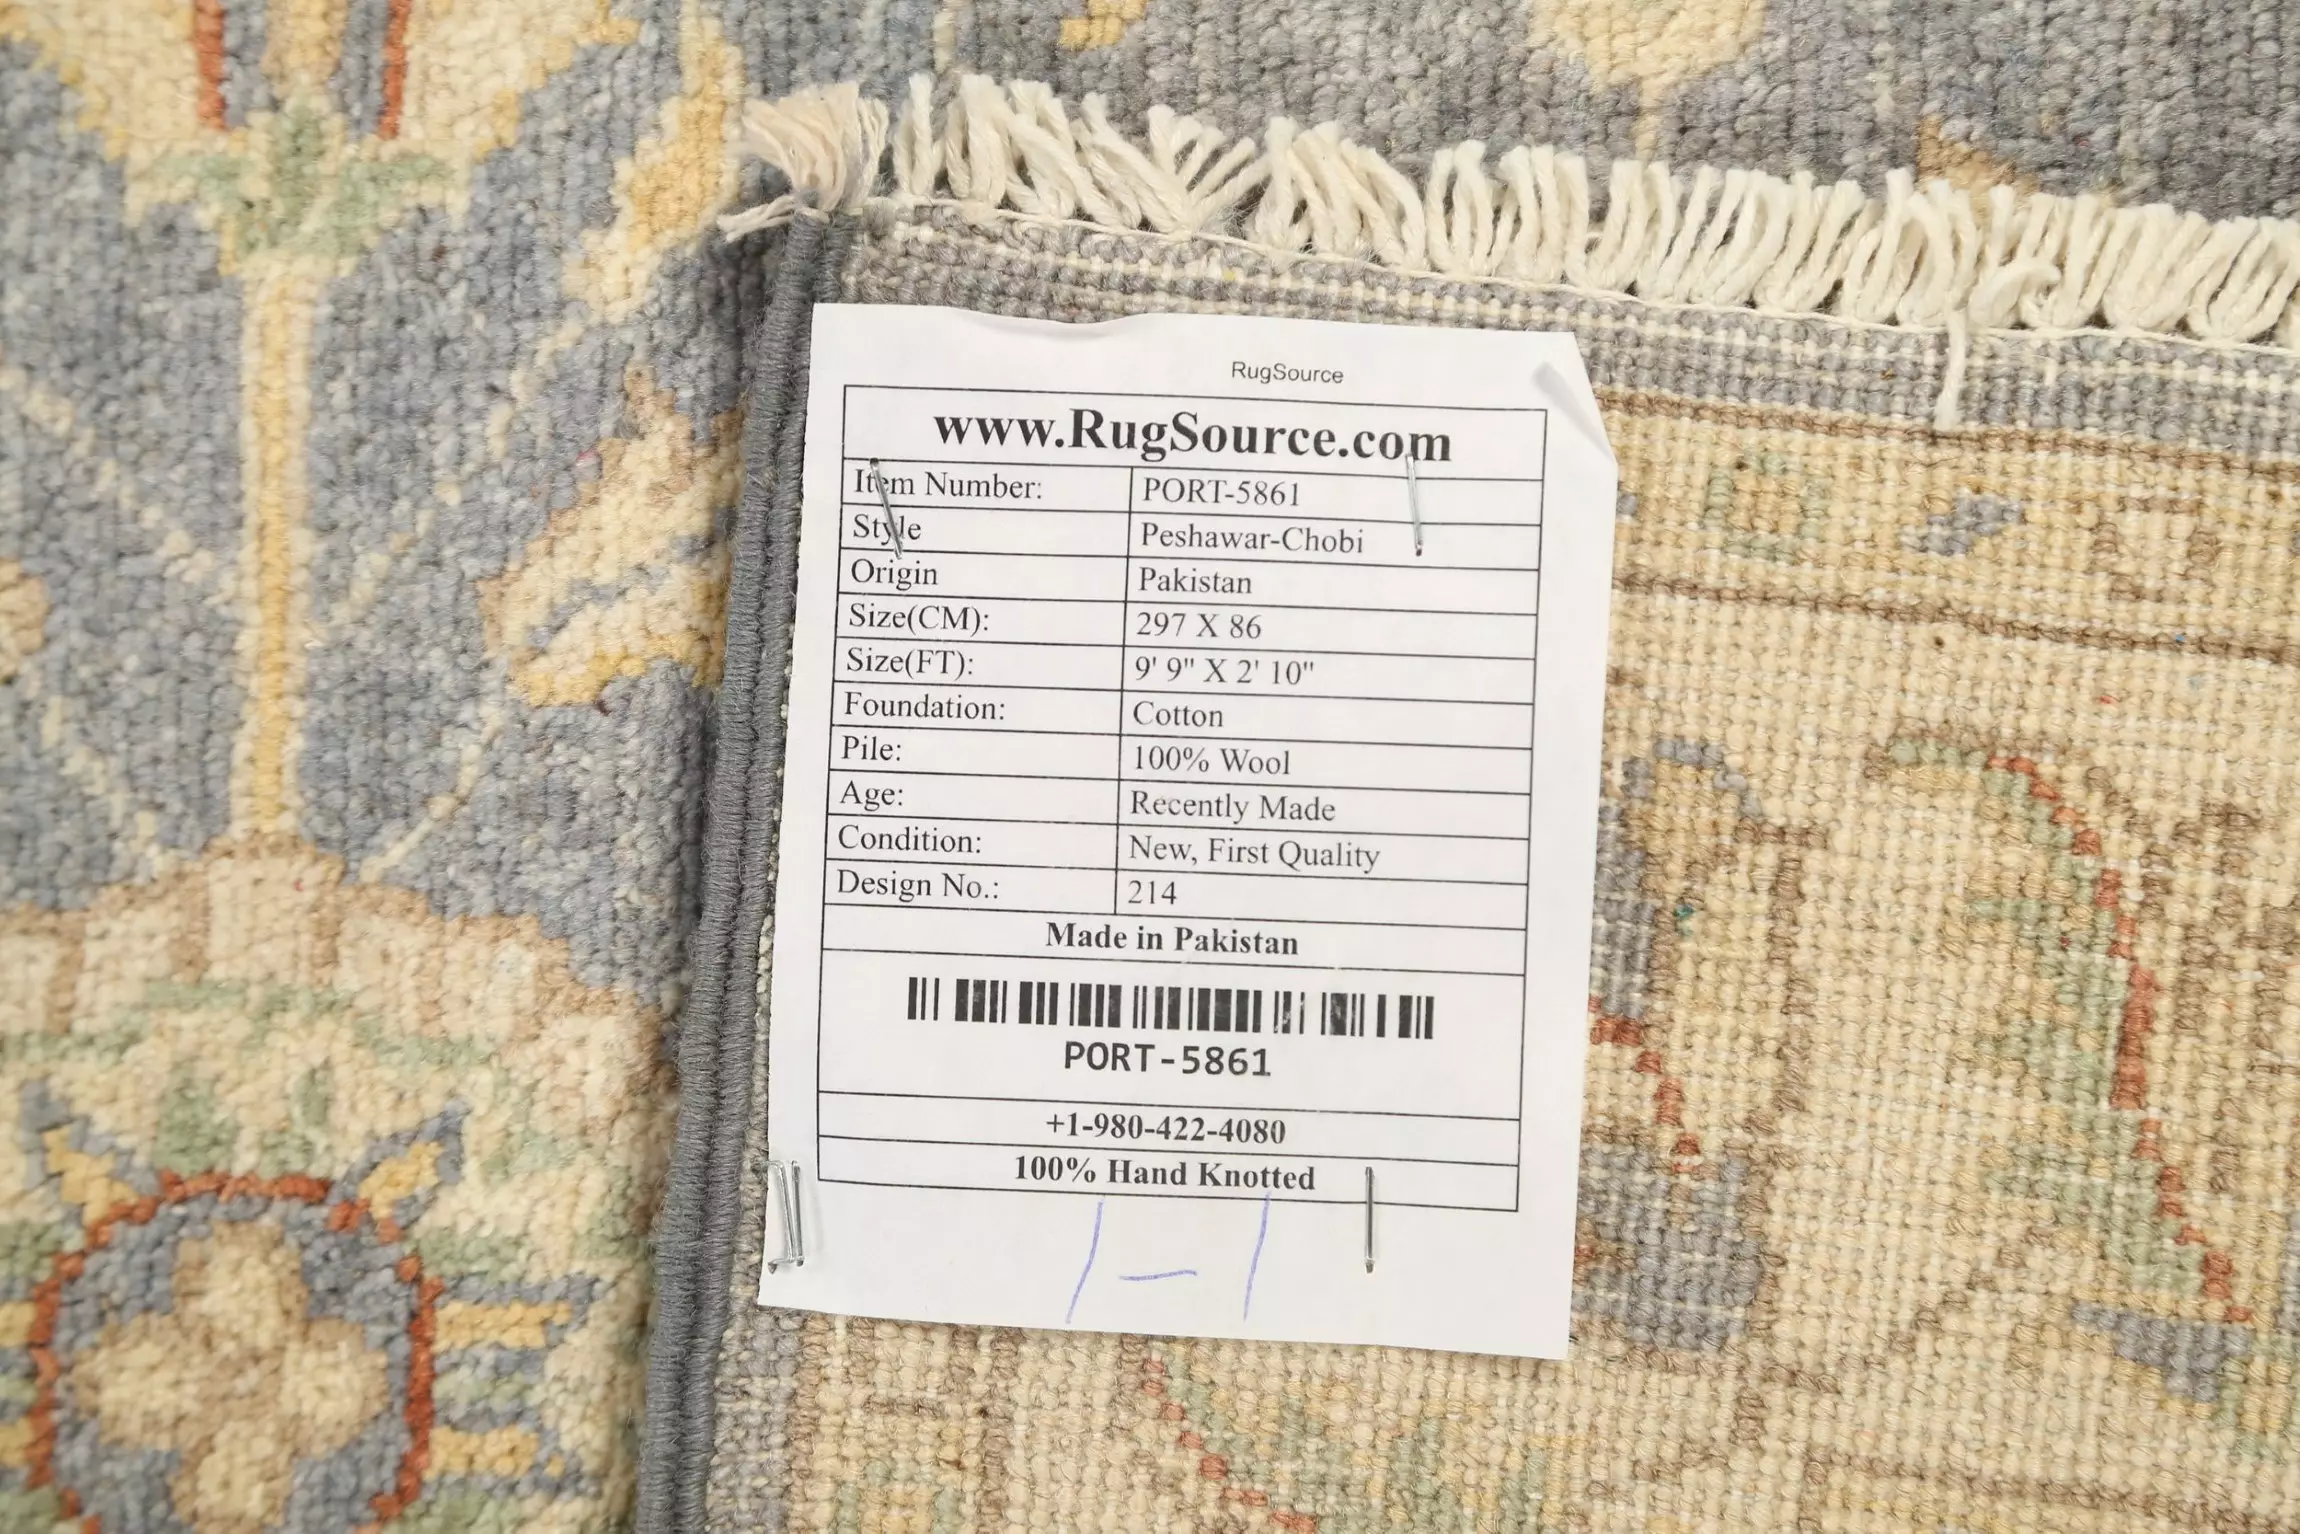 RugSource
www.RugSource.com
Item Number: PORT-5861
Style Peshawar-Chobi
Origin Pakistan
Size(CM): 297 X 86
Size(FT): 9' 9" X 2' 10"
Foundation: Cotton
Pile: 100% Wool
Age: Recently Made
Condition: New, First Quality
Design No.: 214
Made in Pakistan
PORT-5861
+1-980-422-4080
100% Hand Knotted
1-1